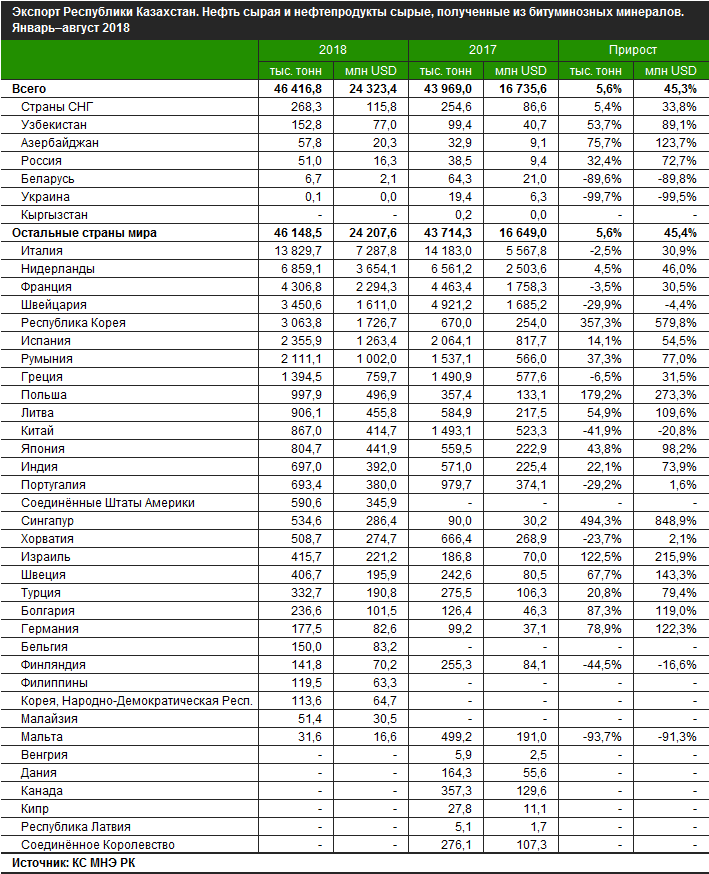 Экспорт Республики Казахстан. Нефть сырая и нефтепродукты сырые, полученные из битуминозных минералов.
Январь–август 2018
2018 2017 Прирост
тыс. тонн млн USD тыс. тонн млн USD тыс. тонн млн USD
Всего 46 416,8 24 323,4 43 969,0 16 735,6 5,6% 45,3%
Страны СНГ 268,3 115,8 254,6 86,6 5,4% 33,8%
Узбекистан 152,8 77,0 99,4 40,7 53,7% 89,1%
Азербайджан 57,8 20,3 32,9 9,1 75,7% 123,7%
Россия 51,0 16,3 38,5 9,4 32,4% 72,7%
Беларусь 6,7 2,1 64,3 21,0 -89,6% -89,8%
Украина 0,1 0,0 19,4 6,3 -99,7% -99,5%
Кыргызстан - - 0,2 0,0 - -
Остальные страны мира 46 148,5 24 207,6 43 714,3 16 649,0 5,6% 45,4%
Италия 13 829,7 7 287,8 14 183,0 5 567,8 -2,5% 30,9%
Нидерланды 6 859,1 3 654,1 6 561,2 2 503,6 4,5% 46,0%
Франция 4 306,8 2 294,3 4 463,4 1 758,3 -3,5% 30,5%
Швейцария 3 450,6 1 611,0 4 921,2 1 685,2 -29,9% -4,4%
Республика Корея 3 063,8 1 726,7 670,0 254,0 357,3% 579,8%
Испания 2 355,9 1 263,4 2 064,1 817,7 14,1% 54,5%
Румыния 2 111,1 1 002,0 1 537,1 566,0 37,3% 77,0%
Греция 1 394,5 759,7 1 490,9 577,6 -6,5% 31,5%
Польша 997,9 496,9 357,4 133,1 179,2% 273,3%
Литва 906,1 455,8 584,9 217,5 54,9% 109,6%
Китай 867,0 414,7 1 493,1 523,3 -41,9% -20,8%
Япония 804,7 441,9 559,5 222,9 43,8% 98,2%
Индия 697,0 392,0 571,0 225,4 22,1% 73,9%
Португалия 693,4 380,0 979,7 374,1 -29,2% 1,6%
Соединённые Штаты Америки 590,6 345,9 - - - -
Сингапур 534,6 286,4 90,0 30,2 494,3% 848,9%
Хорватия 508,7 274,7 666,4 268,9 -23,7% 2,1%
Израиль 415,7 221,2 186,8 70,0 122,5% 215,9%
Швеция 406,7 195,9 242,6 80,5 67,7% 143,3%
Турция 332,7 190,8 275,5 106,3 20,8% 79,4%
Болгария 236,6 101,5 126,4 46,3 87,3% 119,0%
Германия 177,5 82,6 99,2 37,1 78,9% 122,3%
Бельгия 150,0 83,2 - - - -
Финляндия 141,8 70,2 255,3 84,1 -44,5% -16,6%
Филиппины 119,5 63,3 - - - -
Корея, Народно-Демократическая Респ. 113,6 64,7 - - - -
Малайзия 51,4 30,5 - - - -
Мальта 31,6 16,6 499,2 191,0 -93,7% -91,3%
Венгрия - - 5,9 2,5 - -
Дания - - 164,3 55,6 - -
Канада - - 357,3 129,6 - -
Кипр - - 27,8 11,1 - -
Республика Латвия - - 5,1 1,7 - -
Соединённое Королевство - - 276,1 107,3 - -
Источник: КС МНЭ РК